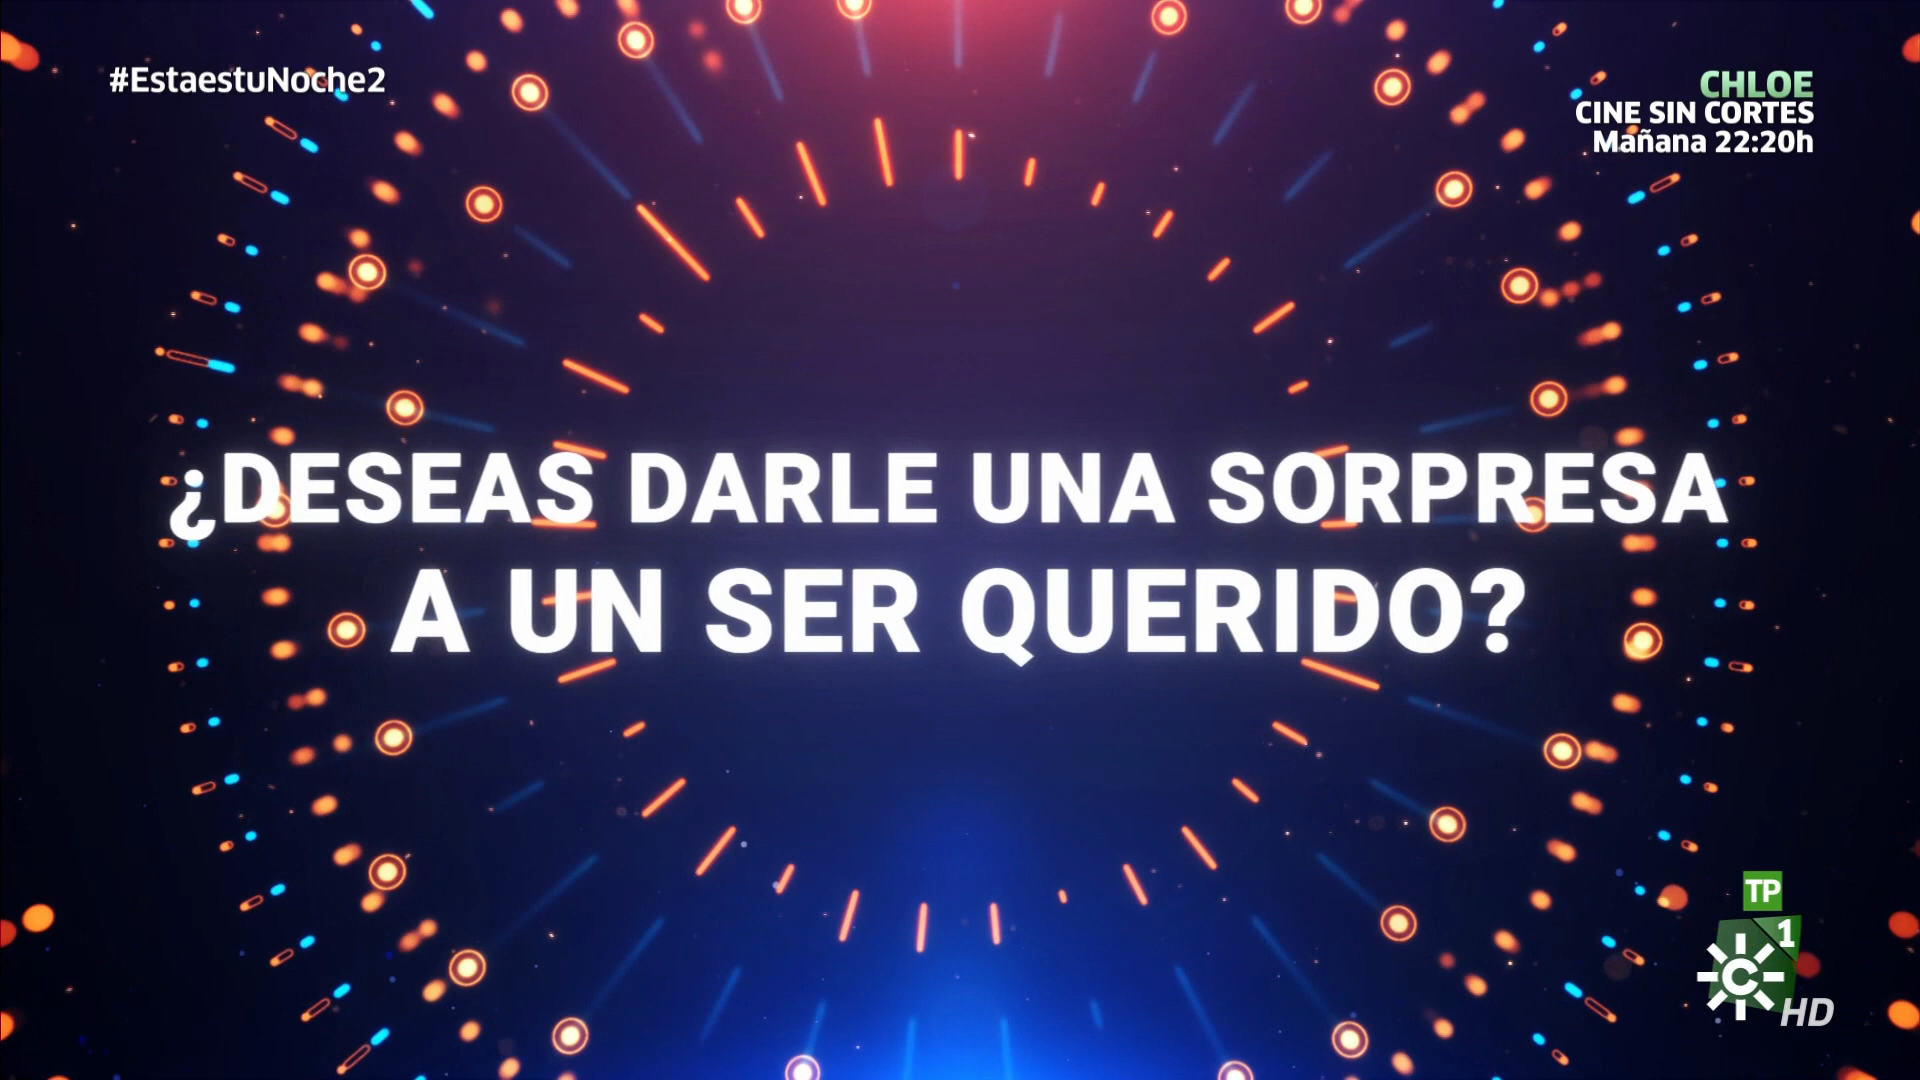 #EstaestuNoche2
CHLOE
CINE SIN CORTES
Mañana 22:20h
¿DESEAS DARLE UNA SORPRESA
A UN SER QUERIDO?
TP
1
C
HD